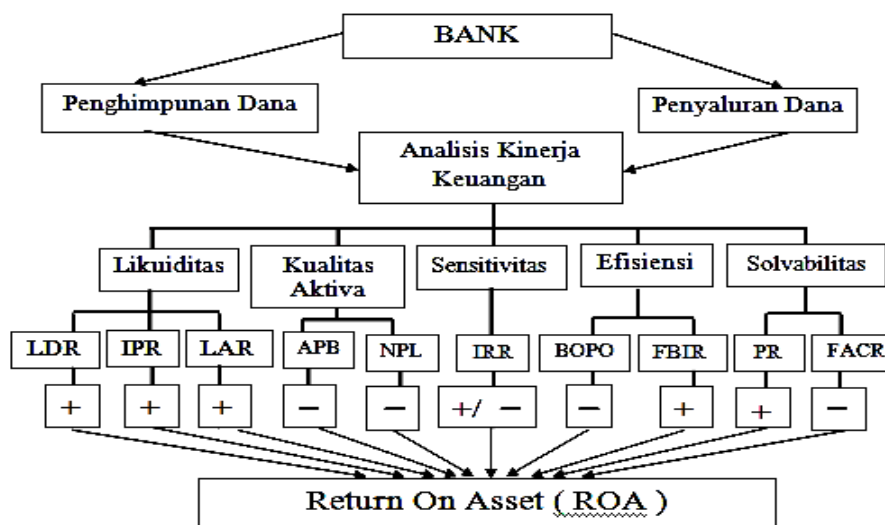 BANK
Penghimpunan Dana
Penyaluran Dana
Analisis Kinerja
Keuangan
Likuiditas
Kualitas
Aktiva
Sensitivitas
Efisiensi
Solvabilitas
LDR
IPR
LAR
APB
NPL
IRR
BOPO
FBIR
PR
FACR
+
+
+
−
−
+/ −
−
+
+
−
Return On Asset ( ROA )